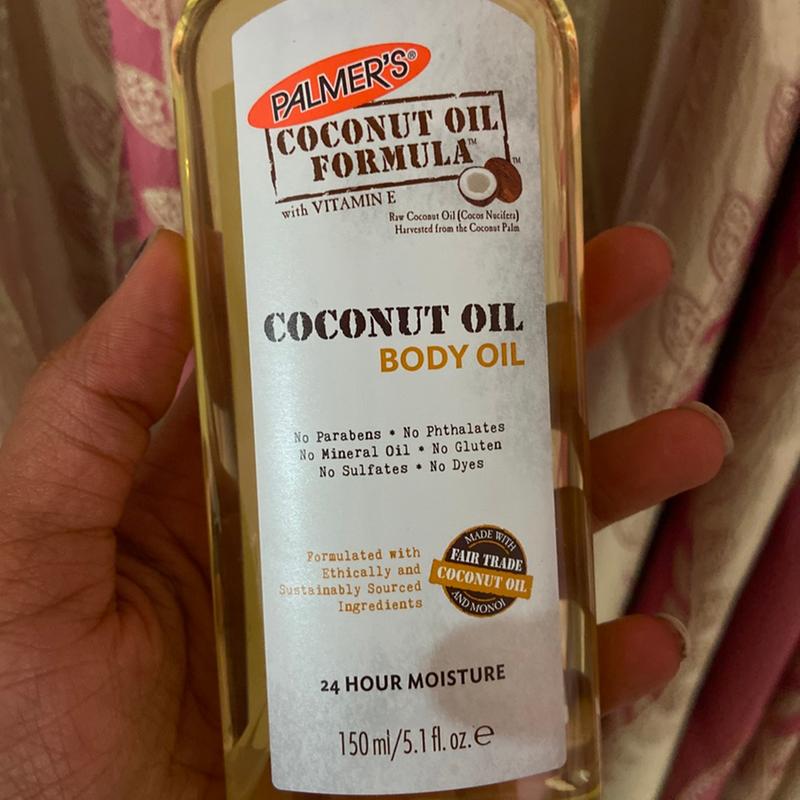 PALMER'S®
COCONUT OIL
FORMULA™
with VITAMIN E
Raw Coconut Oil (Cocos Nucifera)
Harvested from the Coconut Palm
COCONUT OIL
BODY OIL
No Parabens * No Phthalates
No Mineral Oil * No Gluten
No Sulfates * No Dyes
Formulated with
Ethically and
Sustainably Sourced
Ingredients
MADE WITH
FAIR TRADE
COCONUT OIL
AND MONOI
24 HOUR MOISTURE
150 ml/5.1 fl. oz. e